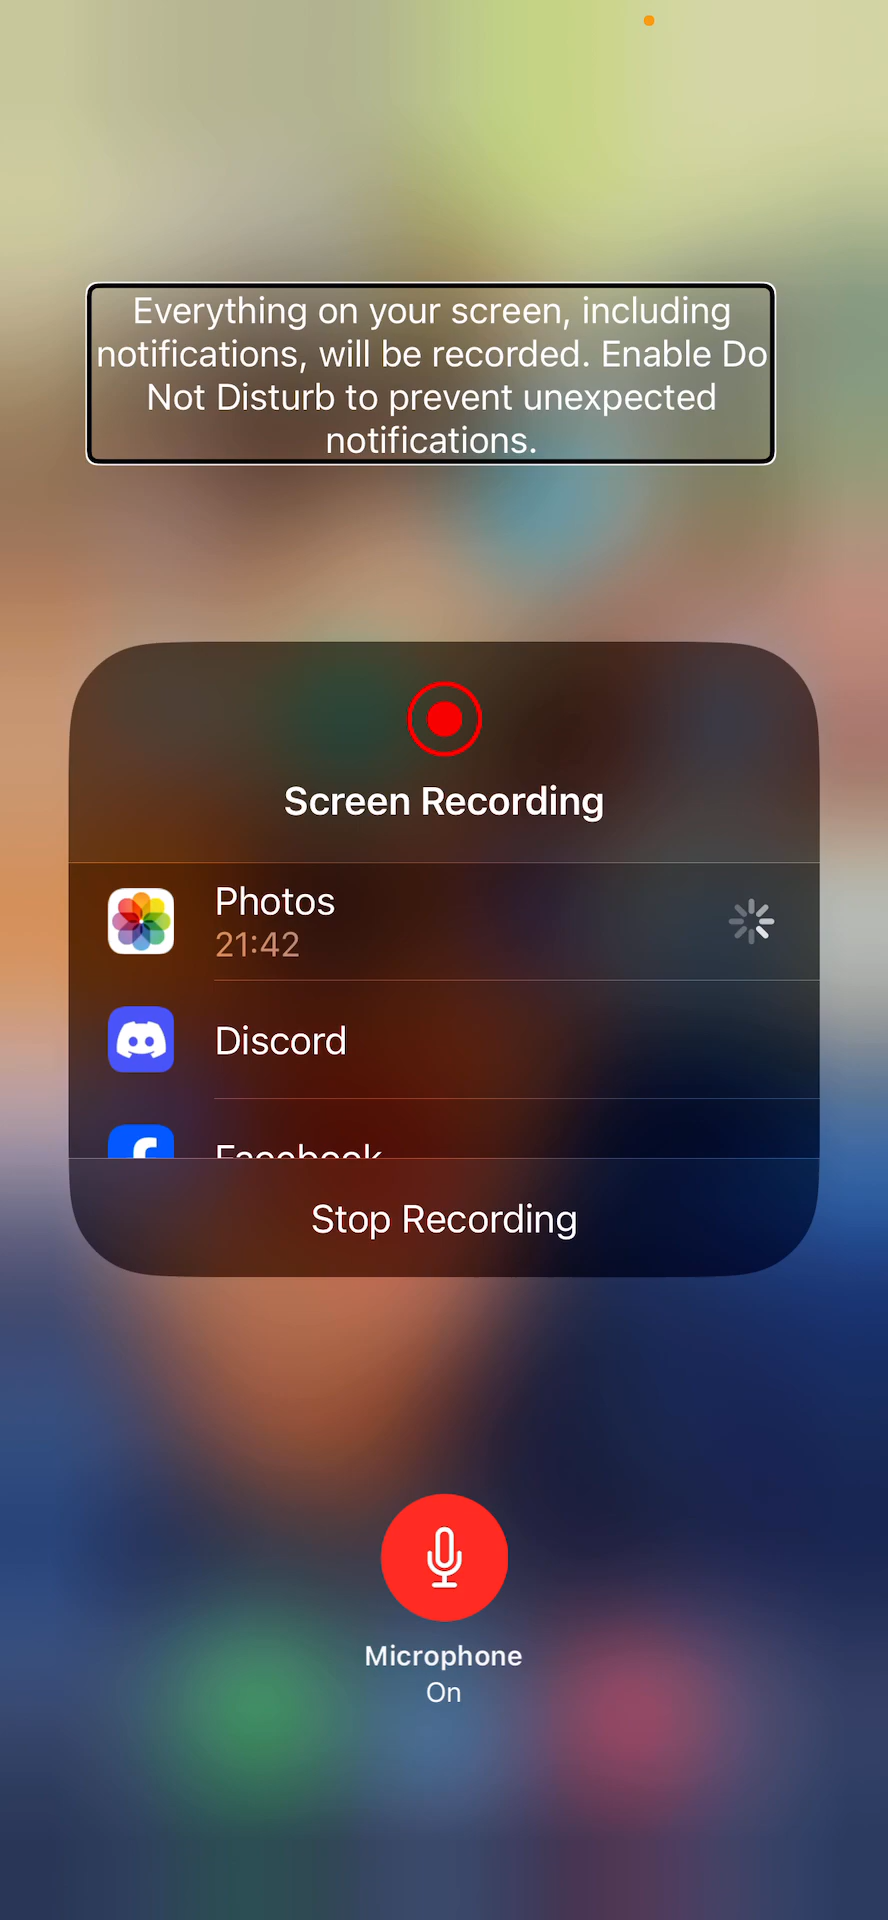 Everything on your screen, including
notifications, will be recorded. Enable Do
Not Disturb to prevent unexpected
notifications.
Screen Recording
Photos
21:42
Discord
Facebook
Stop Recording
Microphone
On